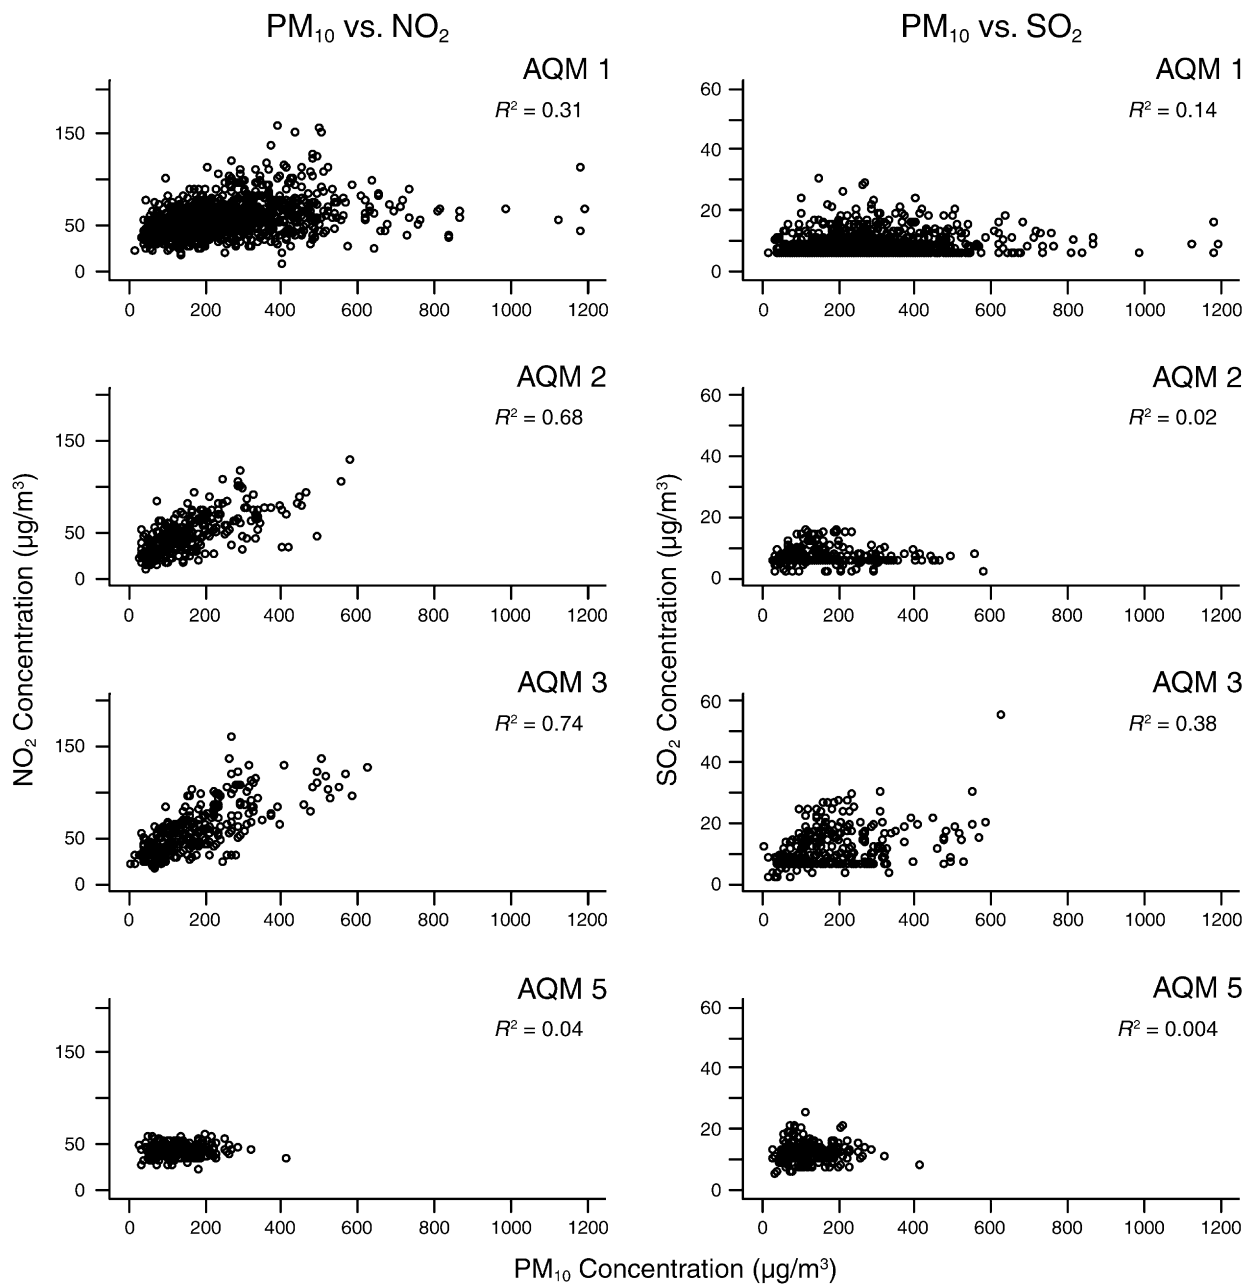 PM₁₀ vs. NO₂
PM₁₀ vs. SO₂
AQM 1
R² = 0.31
150
50
0
0 200 400 600 800 1000 1200
AQM 1
R² = 0.14
60
40
20
0
0 200 400 600 800 1000 1200
AQM 2
R² = 0.68
150
50
0
0 200 400 600 800 1000 1200
AQM 2
R² = 0.02
60
40
20
0
0 200 400 600 800 1000 1200
NO₂ Concentration (µg/m³)
SO₂ Concentration (µg/m³)
AQM 3
R² = 0.74
150
50
0
0 200 400 600 800 1000 1200
AQM 3
R² = 0.38
60
40
20
0
0 200 400 600 800 1000 1200
AQM 5
R² = 0.04
150
50
0
0 200 400 600 800 1000 1200
AQM 5
R² = 0.004
60
40
20
0
0 200 400 600 800 1000 1200
PM₁₀ Concentration (µg/m³)